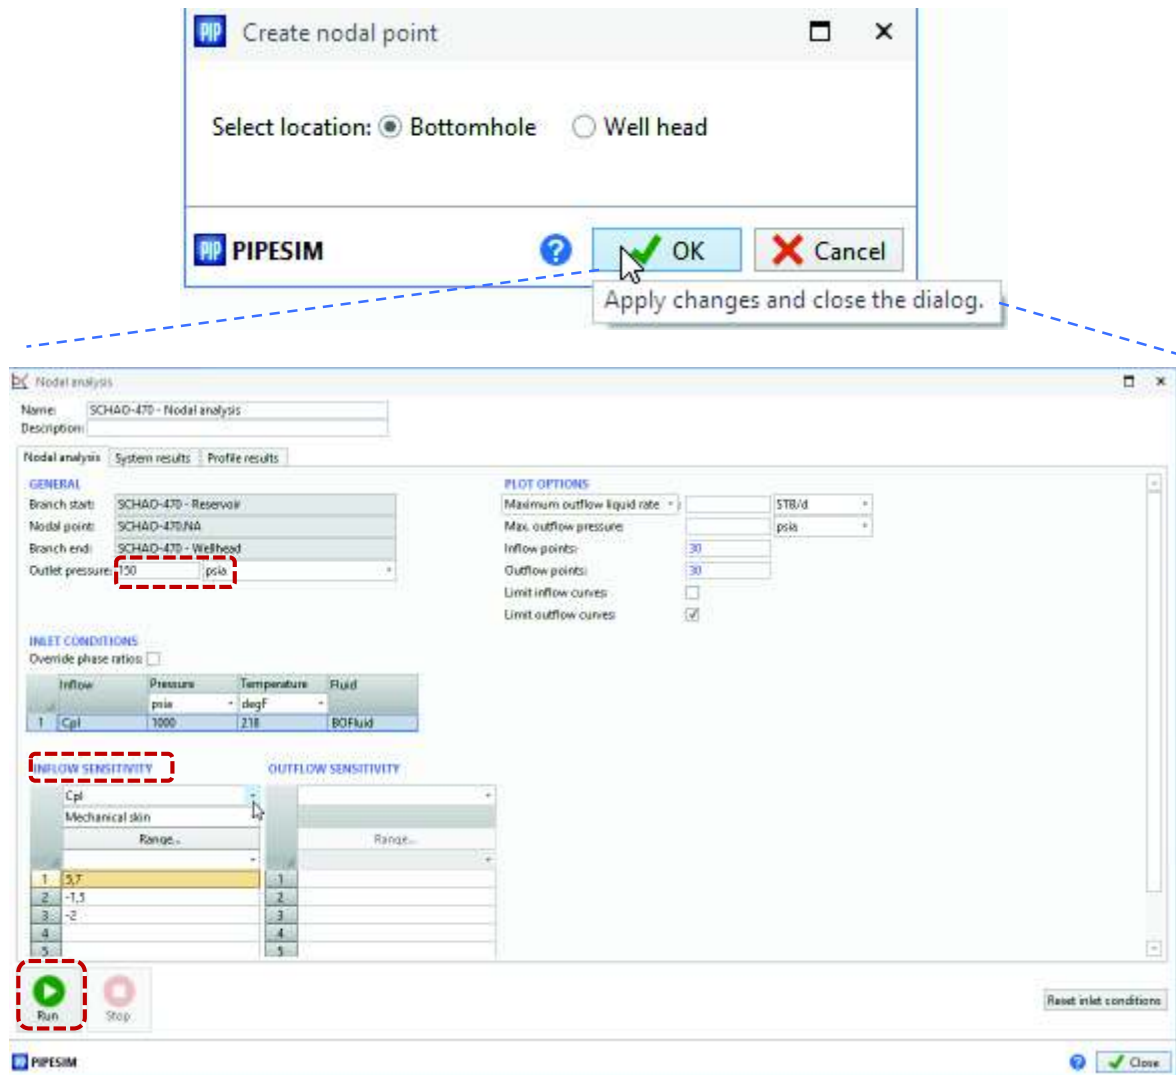 PIP Create nodal point
Select location: Bottomhole Well head
PIP PIPESIM ? OK Cancel
Apply changes and close the dialog.
Nodal analysis
Name: SCHAO-470 - Nodal analysis
Description:
Nodal analysis System results Profile results
GENERAL PLOT OPTIONS
Branch start: SCHAO-470 - Reservoir Maximum outflow liquid rate : STB/d
Nodal point: SCHAO-470.NA Max. outflow pressure: psia
Branch end: SCHAO-470 - Wellhead Inflow points: 30
Outlet pressure: 150 psia Outflow points: 30
Limit inflow curves
Limit outflow curves
INLET CONDITIONS
Override phase ratios
Inflow Pressure Temperature Fluid
psia degF
1 Cpl 1000 218 BOFluid
INFLOW SENSITIVITY OUTFLOW SENSITIVITY
Cpl
Mechanical skin
Range... Range...
1 5,7 1
2 -1,5 2
3 -2 3
4 4
5 5
Run Stop Reset inlet conditions
PIPESIM ? Close